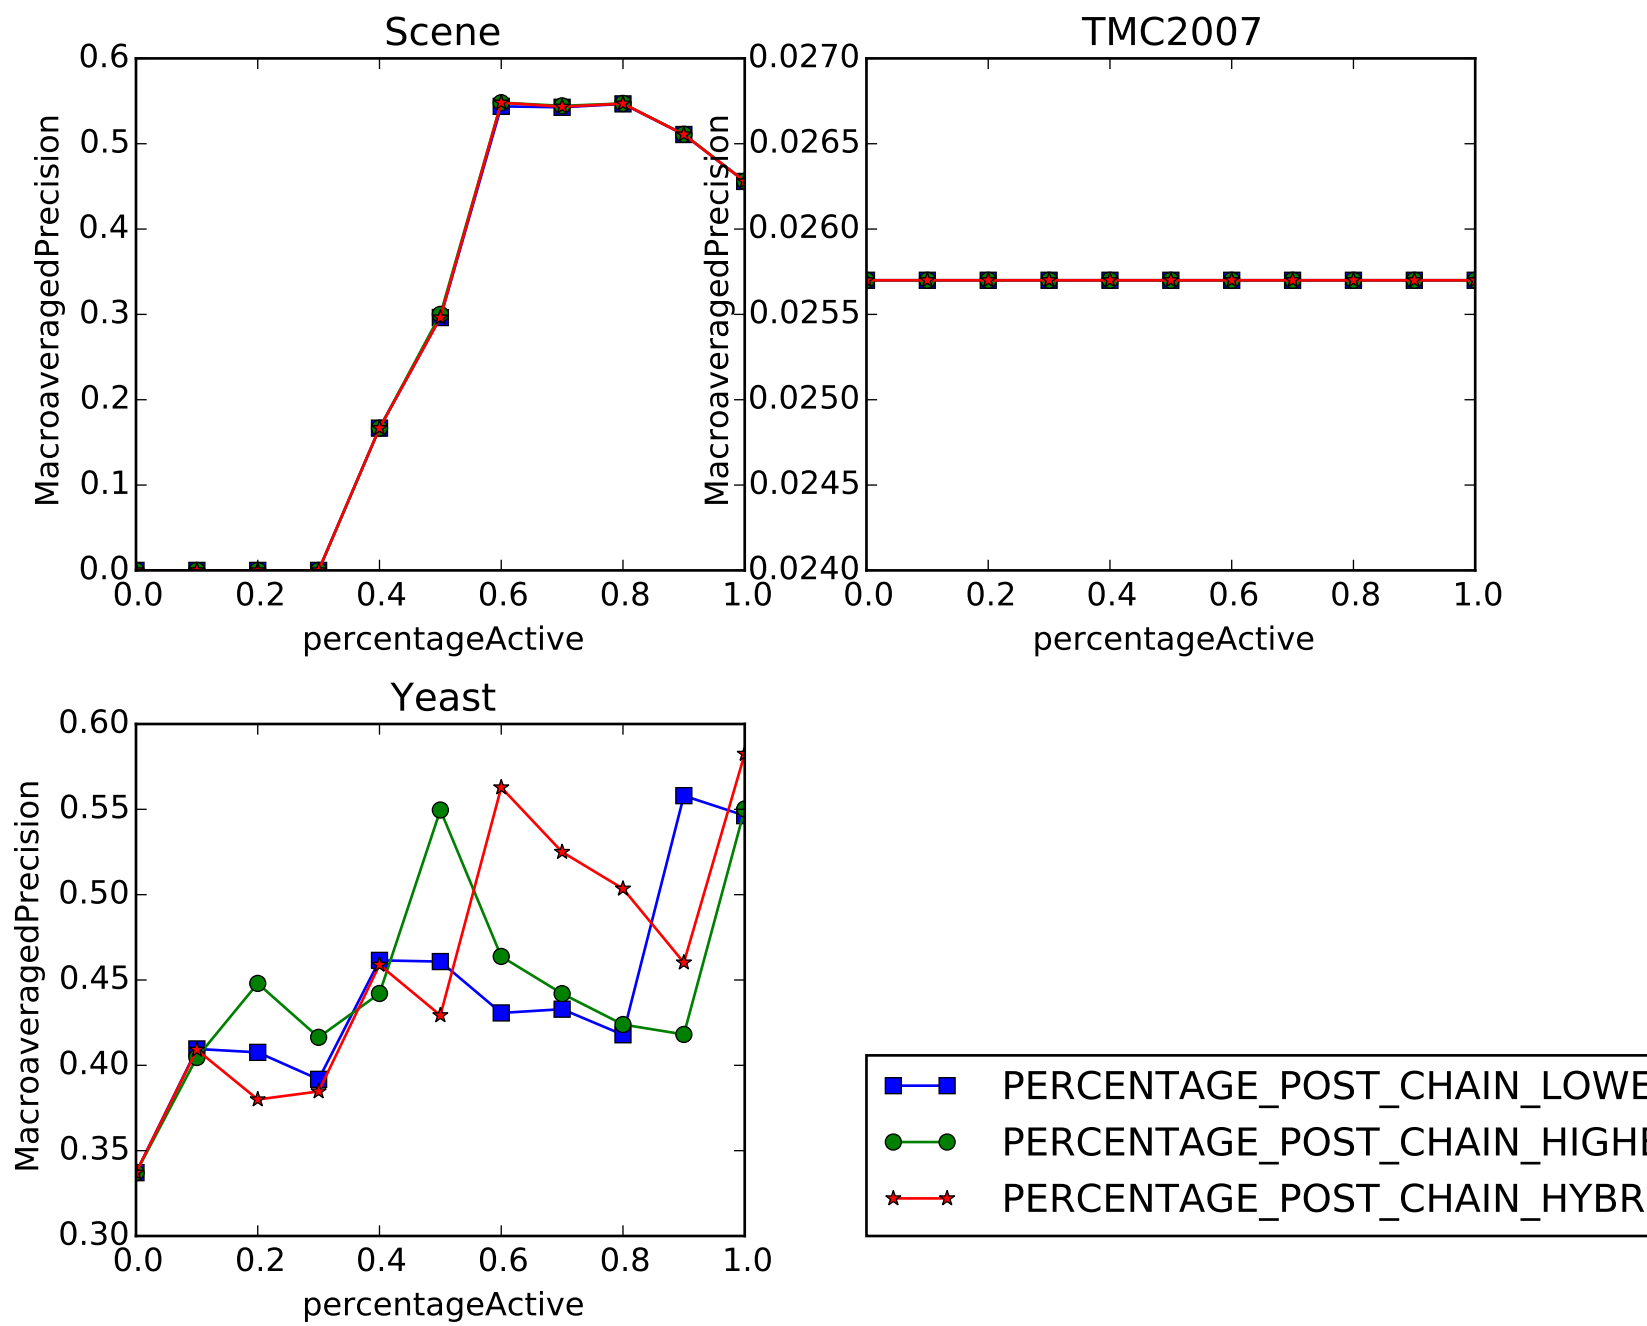 Scene
0.6
0.5
0.4
0.3
0.2
0.1
0.0
MacroaveragedPrecision
0.0 0.2 0.4 0.6 0.8 1.0
percentageActive
TMC2007
0.0270
0.0265
0.0260
0.0255
0.0250
0.0245
0.0240
MacroaveragedPrecision
0.0 0.2 0.4 0.6 0.8 1.0
percentageActive
Yeast
0.60
0.55
0.50
0.45
0.40
0.35
0.30
MacroaveragedPrecision
0.0 0.2 0.4 0.6 0.8 1.0
percentageActive
PERCENTAGE_POST_CHAIN_LOWE
PERCENTAGE_POST_CHAIN_HIGHE
PERCENTAGE_POST_CHAIN_HYBR